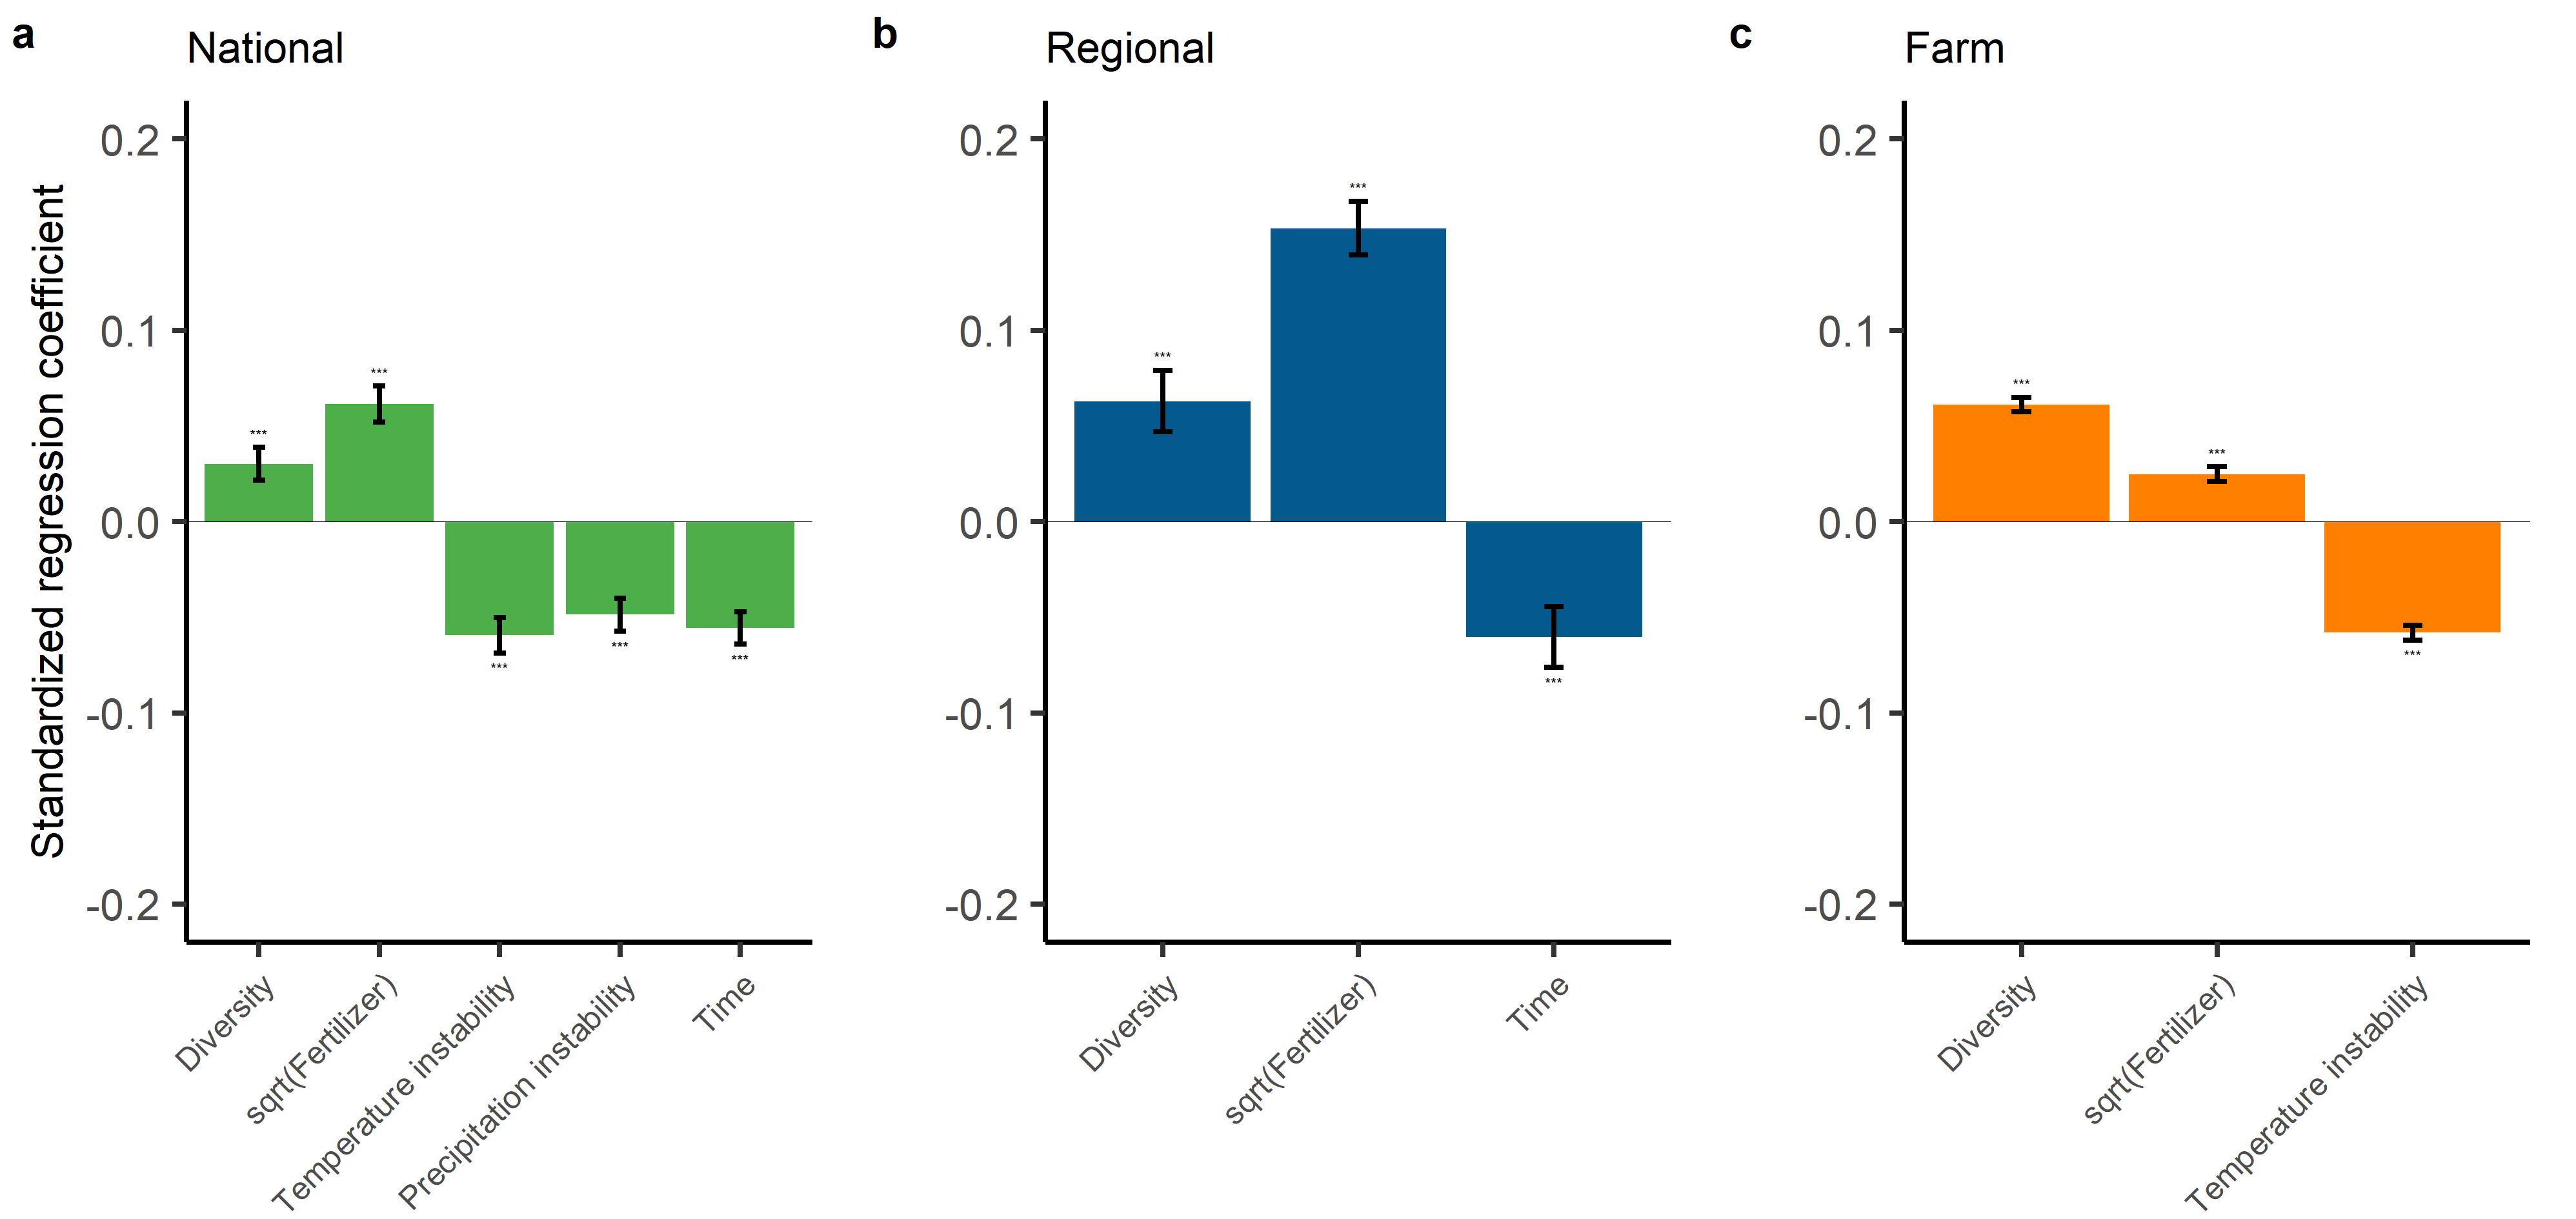 a
National
Standardized regression coefficient
0.2
0.1
0.0
-0.1
-0.2
***
***
***
***
***
Diversity
sqrt(Fertilizer)
Temperature instability
Precipitation instability
Time
b
Regional
0.2
0.1
0.0
-0.1
-0.2
***
***
***
Diversity
sqrt(Fertilizer)
Time
c
Farm
0.2
0.1
0.0
-0.1
-0.2
***
***
***
Diversity
sqrt(Fertilizer)
Temperature instability